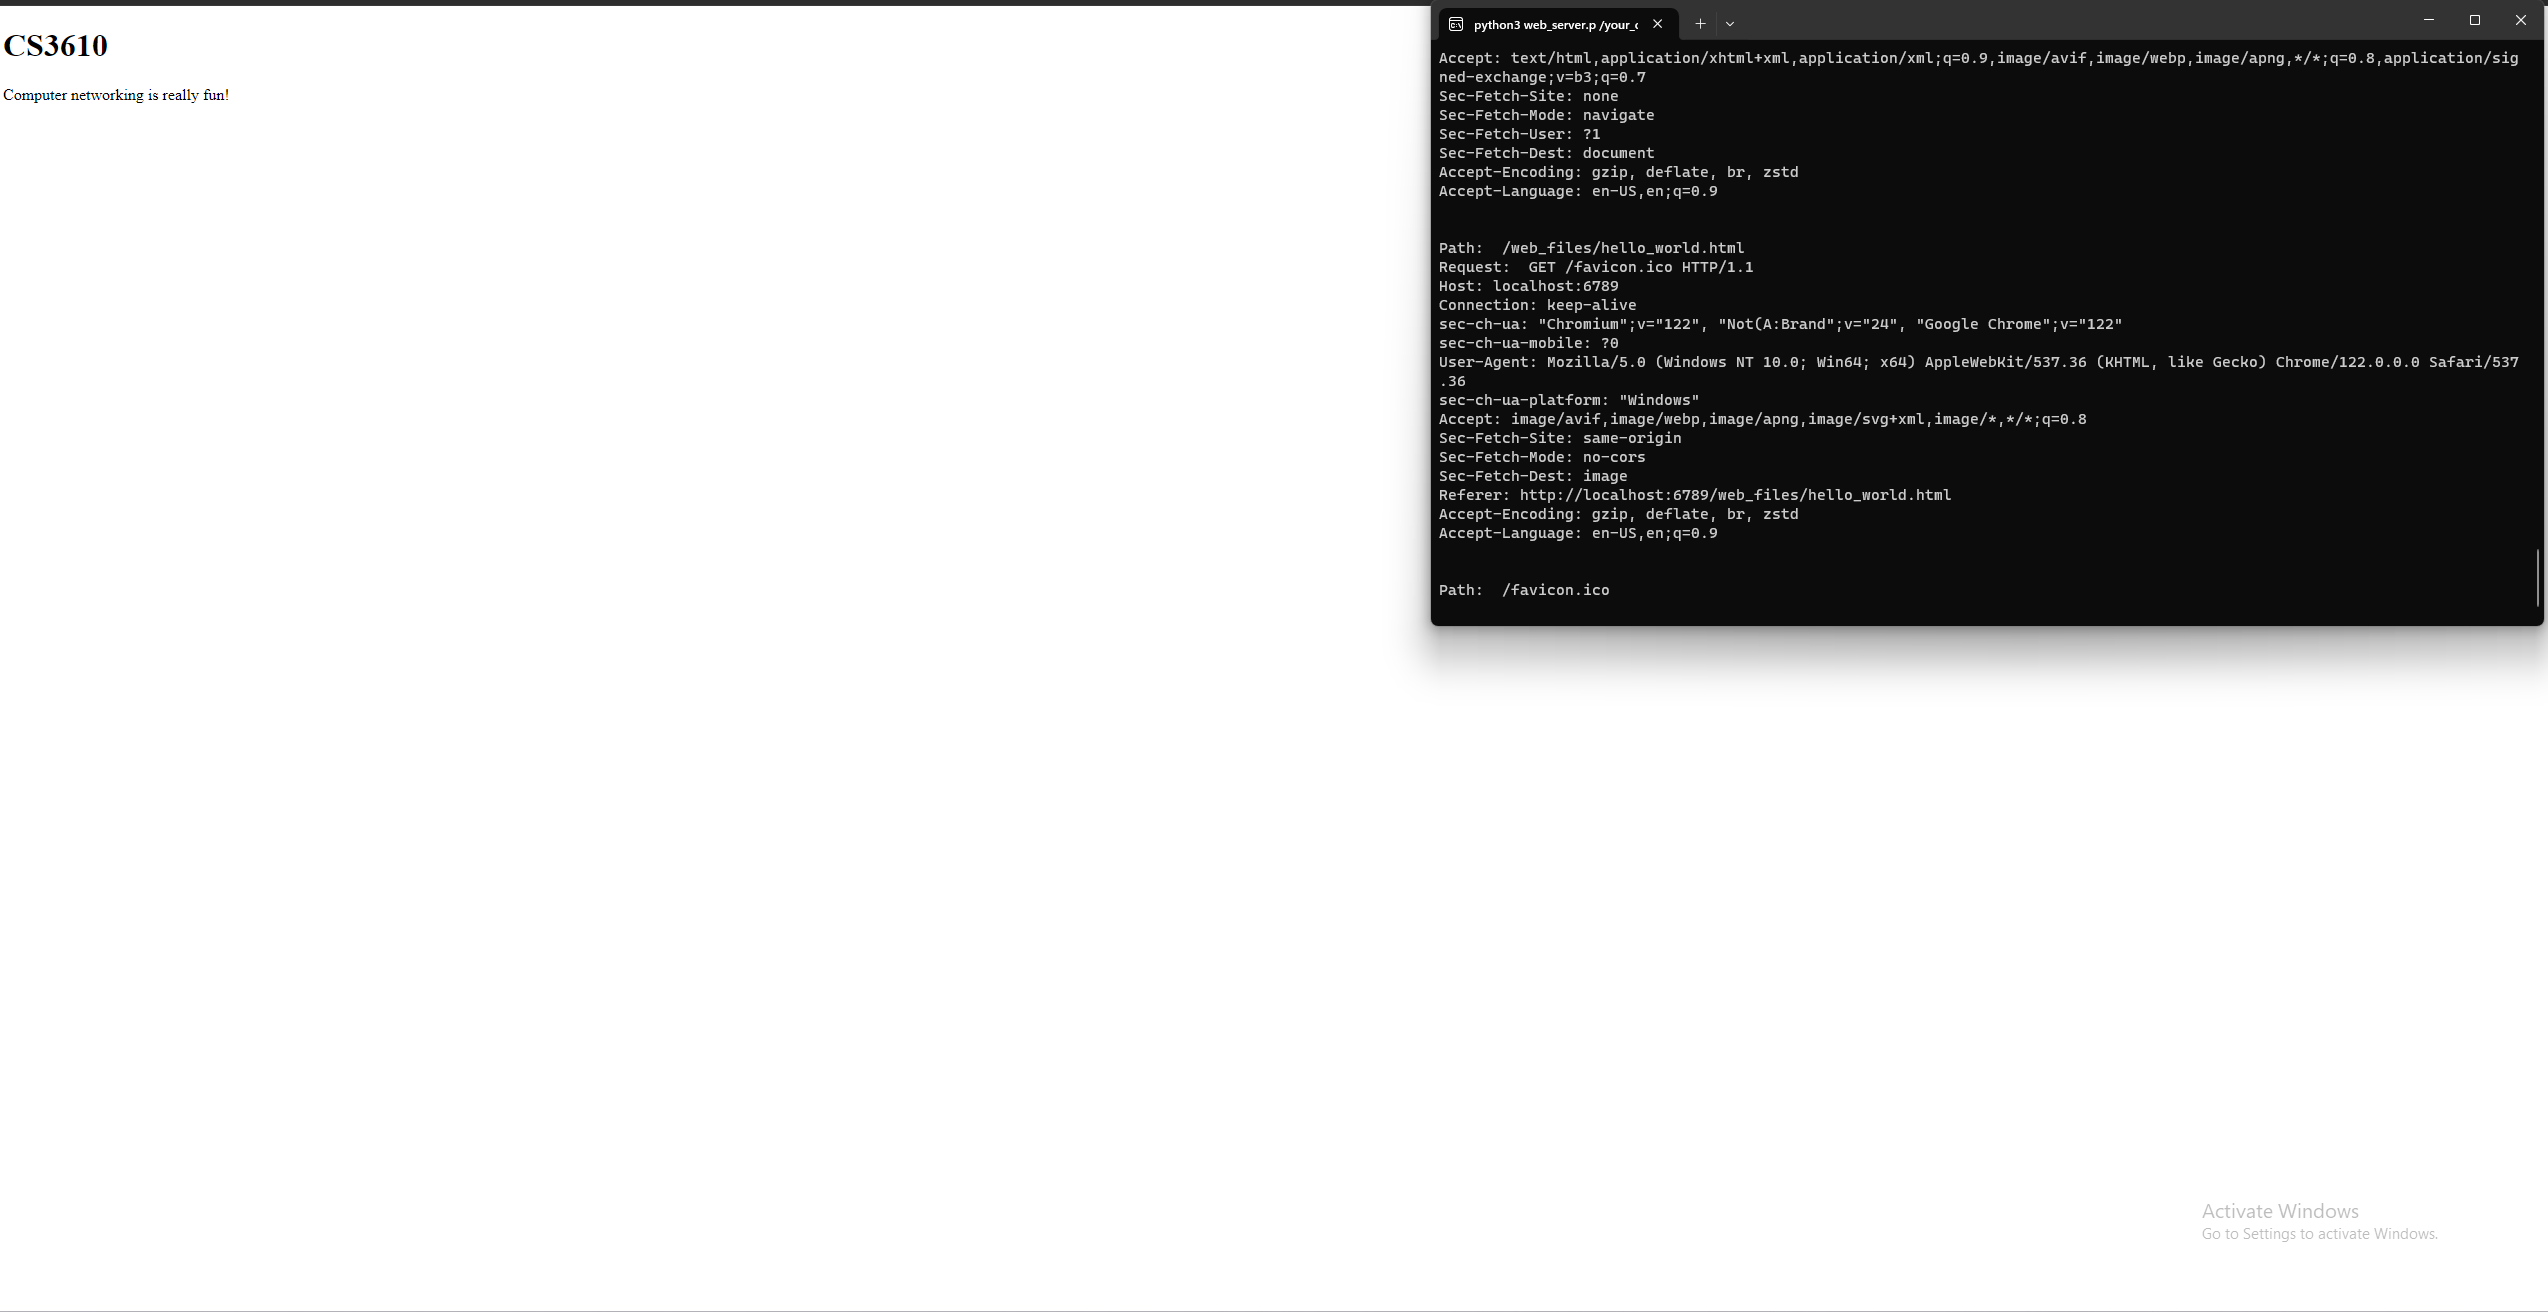 CS3610
Computer networking is really fun!
python3 web_server.p /your_c
Accept: text/html,application/xhtml+xml,application/xml;q=0.9,image/avif,image/webp,image/apng,*/*;q=0.8,application/sig
ned-exchange;v=b3;q=0.7
Sec-Fetch-Site: none
Sec-Fetch-Mode: navigate
Sec-Fetch-User: ?1
Sec-Fetch-Dest: document
Accept-Encoding: gzip, deflate, br, zstd
Accept-Language: en-US,en;q=0.9
Path:  /web_files/hello_world.html
Request:  GET /favicon.ico HTTP/1.1
Host: localhost:6789
Connection: keep-alive
sec-ch-ua: "Chromium";v="122", "Not(A:Brand";v="24", "Google Chrome";v="122"
sec-ch-ua-mobile: ?0
User-Agent: Mozilla/5.0 (Windows NT 10.0; Win64; x64) AppleWebKit/537.36 (KHTML, like Gecko) Chrome/122.0.0.0 Safari/537
.36
sec-ch-ua-platform: "Windows"
Accept: image/avif,image/webp,image/apng,image/svg+xml,image/*,*/*;q=0.8
Sec-Fetch-Site: same-origin
Sec-Fetch-Mode: no-cors
Sec-Fetch-Dest: image
Referer: http://localhost:6789/web_files/hello_world.html
Accept-Encoding: gzip, deflate, br, zstd
Accept-Language: en-US,en;q=0.9
Path:  /favicon.ico
Activate Windows
Go to Settings to activate Windows.